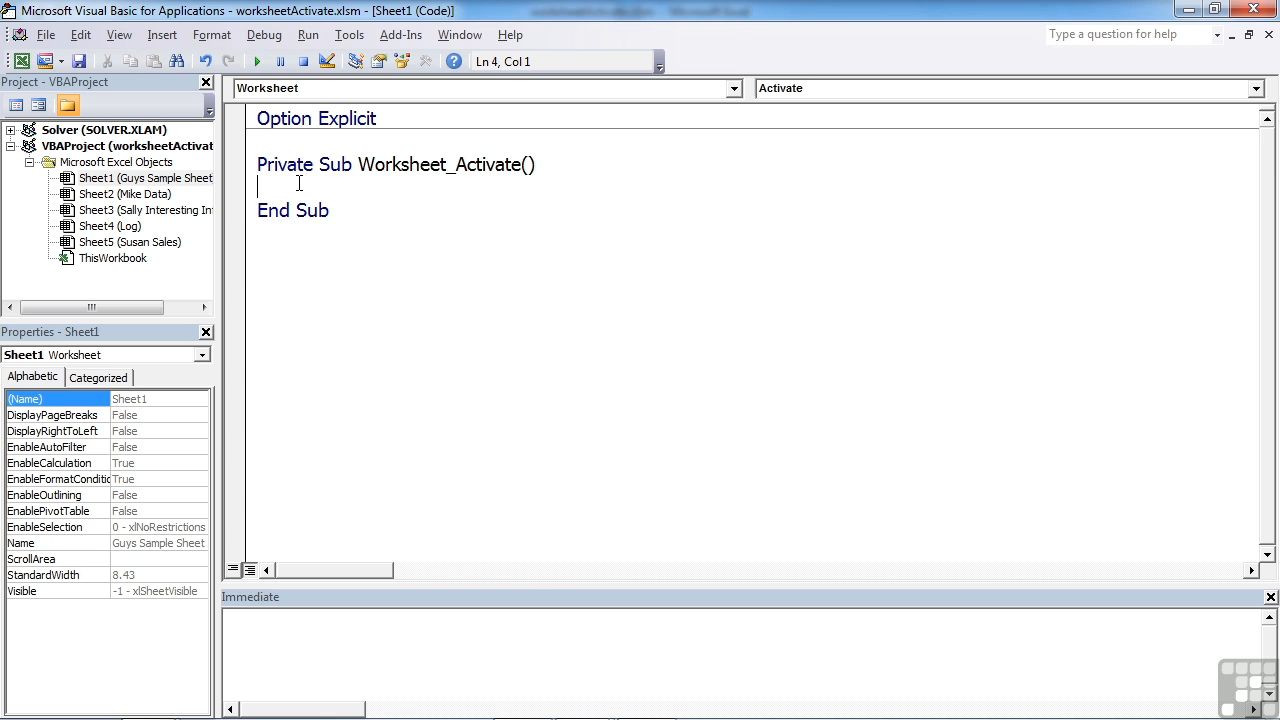 Microsoft Visual Basic for Applications - worksheetActivate.xlsm - [Sheet1 (Code)]
File Edit View Insert Format Debug Run Tools Add-Ins Window Help
Type a question for help
Ln 4, Col 1
Project - VBAProject
Worksheet
Activate
Solver (SOLVER.XLAM)
VBAProject (worksheetActivat
Microsoft Excel Objects
Sheet1 (Guys Sample Sheet
Sheet2 (Mike Data)
Sheet3 (Sally Interesting In
Sheet4 (Log)
Sheet5 (Susan Sales)
ThisWorkbook
Option Explicit
Private Sub Worksheet_Activate()
End Sub
Properties - Sheet1
Sheet1 Worksheet
Alphabetic Categorized
(Name) Sheet1
DisplayPageBreaks False
DisplayRightToLeft False
EnableAutoFilter False
EnableCalculation True
EnableFormatConditic True
EnableOutlining False
EnablePivotTable False
EnableSelection 0 - xlNoRestrictions
Name Guys Sample Sheet
ScrollArea
StandardWidth 8.43
Visible -1 - xlSheetVisible
Immediate